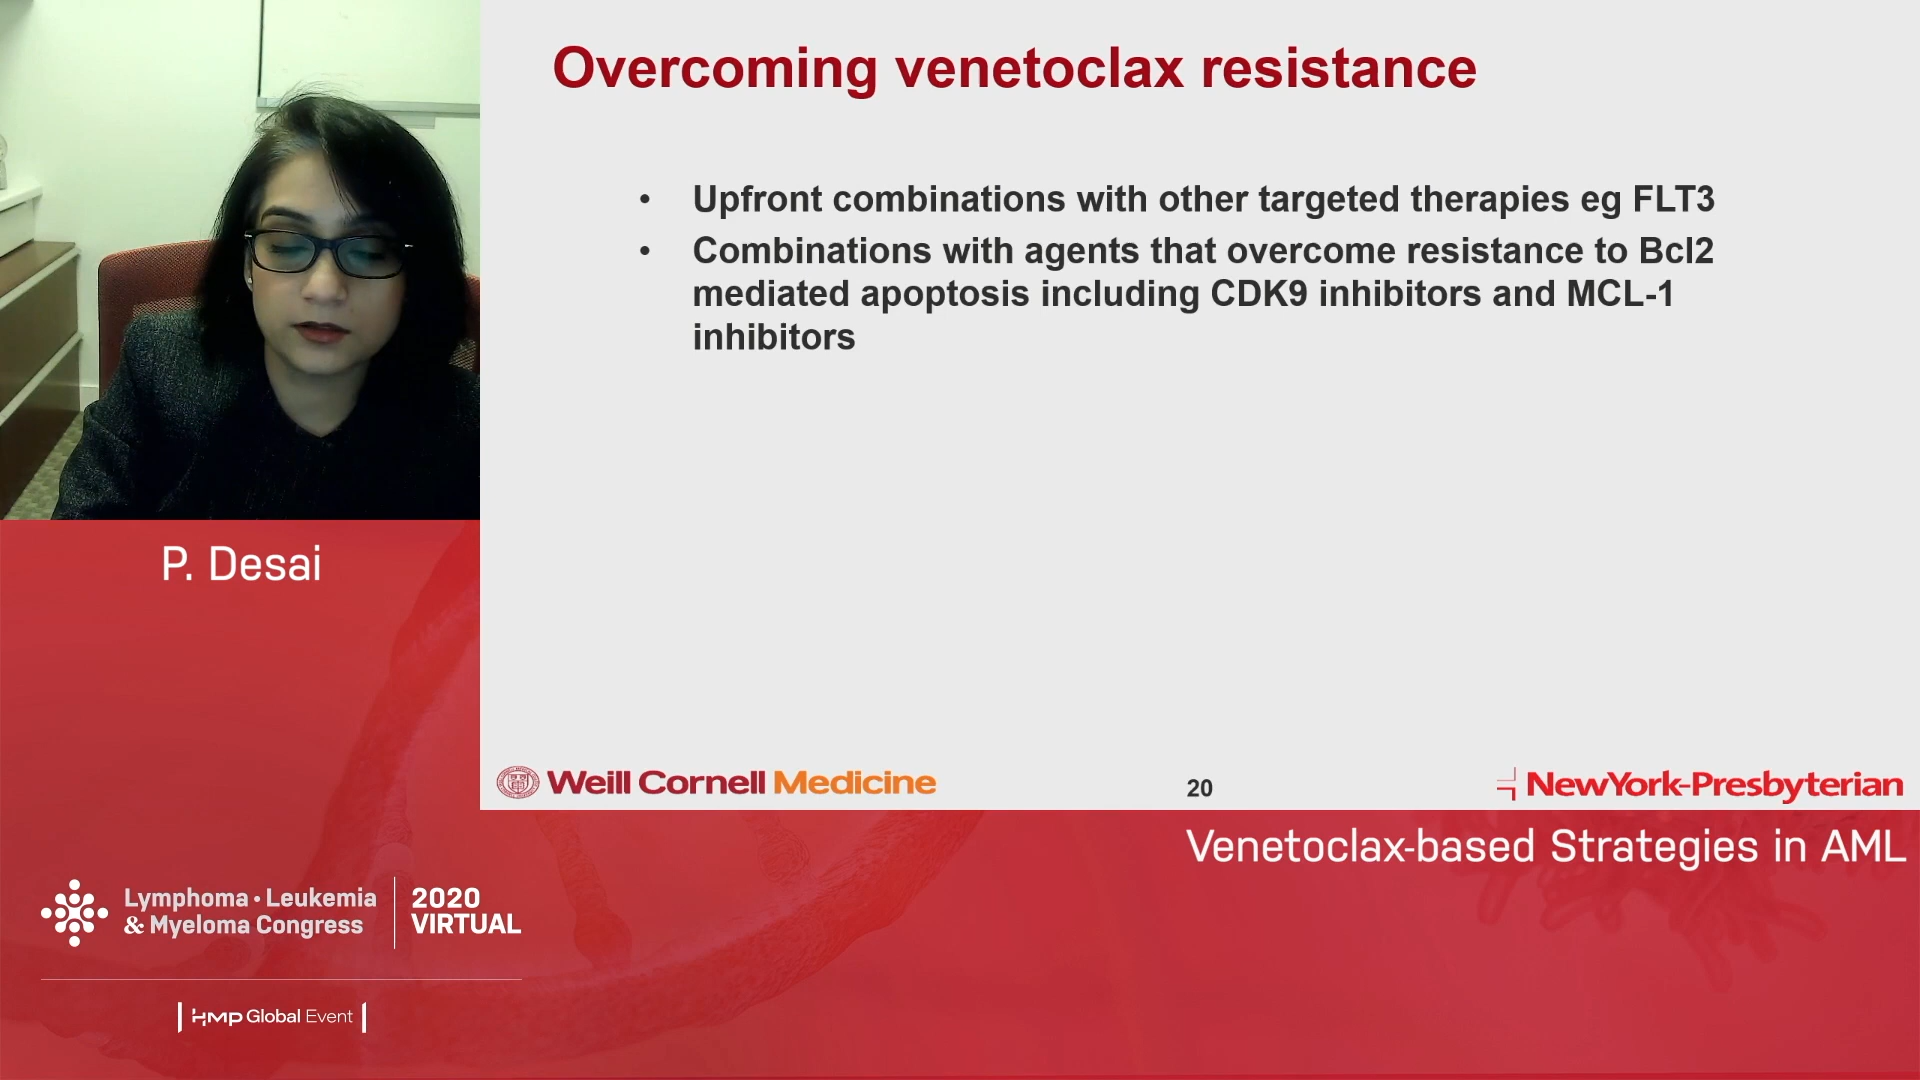 Overcoming venetoclax resistance
• Upfront combinations with other targeted therapies eg FLT3
• Combinations with agents that overcome resistance to Bcl2
mediated apoptosis including CDK9 inhibitors and MCL-1
inhibitors
P. Desai
Weill Cornell Medicine
20
NewYork-Presbyterian
Venetoclax-based Strategies in AML
Lymphoma • Leukemia
& Myeloma Congress
2020
VIRTUAL
HMP Global Event